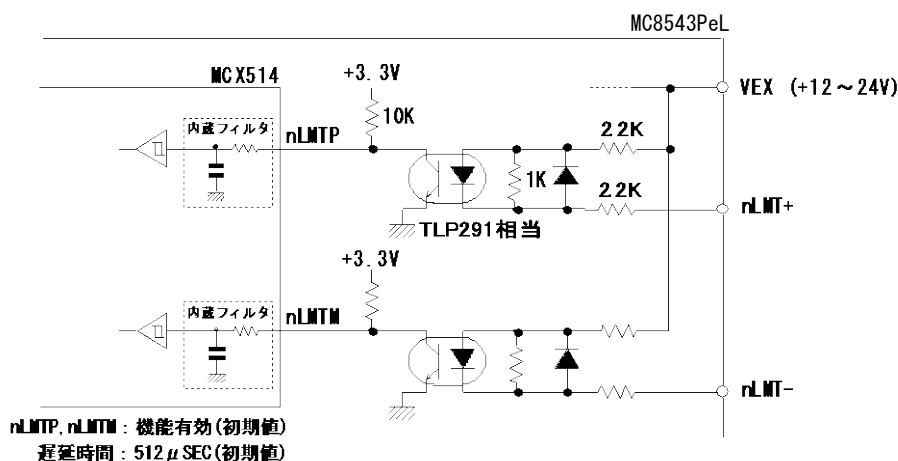 MC8543PeL
MCX514
+3.3V
VEX (+12～24V)
内蔵フィルタ
nLMTP
10K
2.2K
1K
2.2K
nLMT+
TLP291相当
+3.3V
内蔵フィルタ
nLMTM
nLMT-
nLMTP, nLMTM：機能有効(初期値)
遅延時間：512μSEC(初期値)